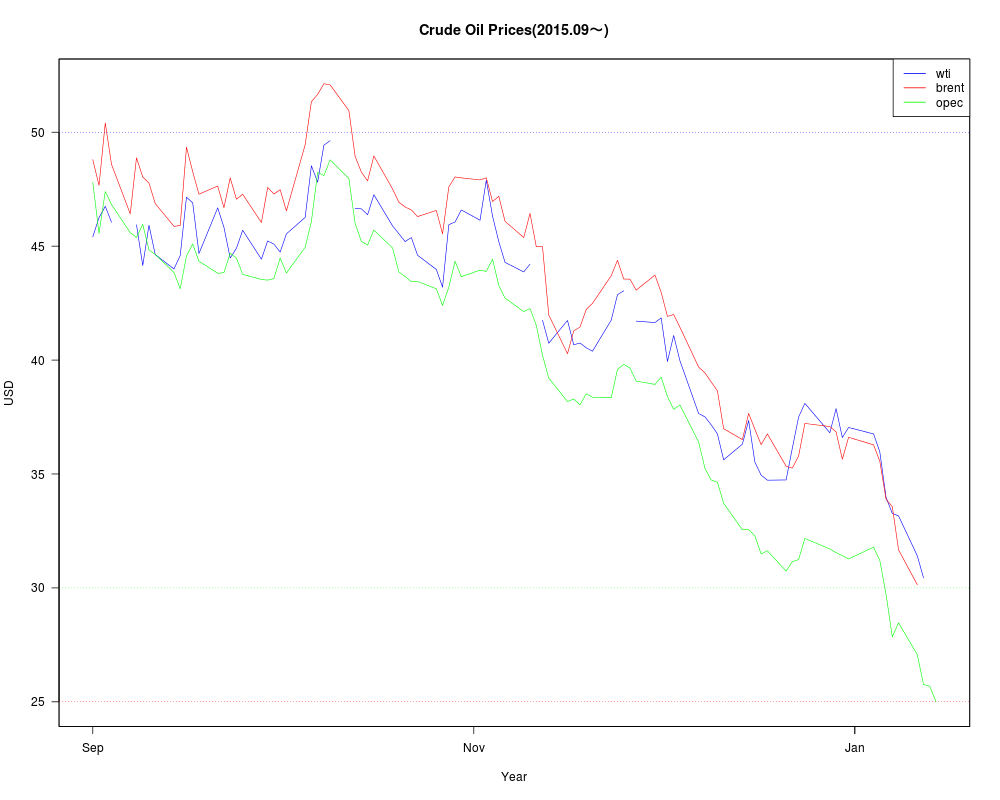 Crude Oil Prices(2015.09～)
wti
brent
opec
50
45
40
35
30
25
USD
Sep
Nov
Jan
Year